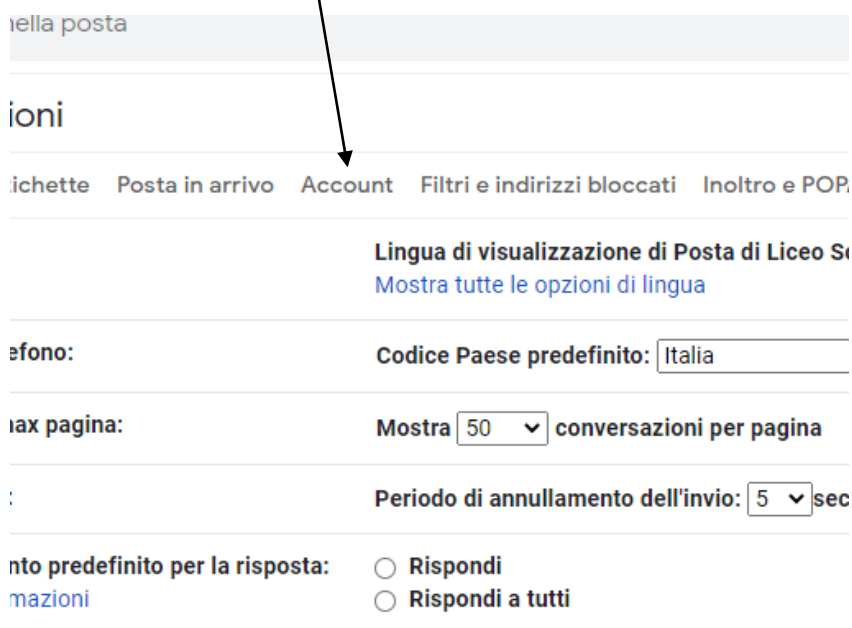 nella posta
ioni
ichette Posta in arrivo Account Filtri e indirizzi bloccati Inoltro e POP
Lingua di visualizzazione di Posta di Liceo S
Mostra tutte le opzioni di lingua
efono: Codice Paese predefinito: Italia
max pagina: Mostra 50 conversazioni per pagina
: Periodo di annullamento dell'invio: 5 sec
nto predefinito per la risposta: Rispondi
mazioni Rispondi a tutti